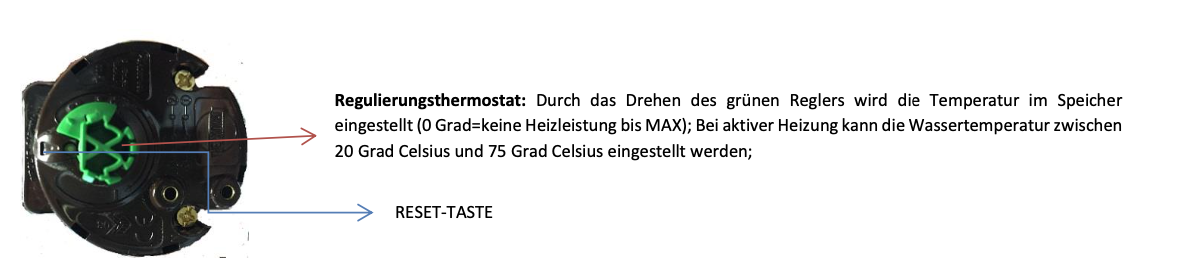 Regulierungsthermostat: Durch das Drehen des grünen Reglers wird die Temperatur im Speicher
eingestellt (0 Grad=keine Heizleistung bis MAX); Bei aktiver Heizung kann die Wassertemperatur zwischen
20 Grad Celsius und 75 Grad Celsius eingestellt werden;
RESET-TASTE